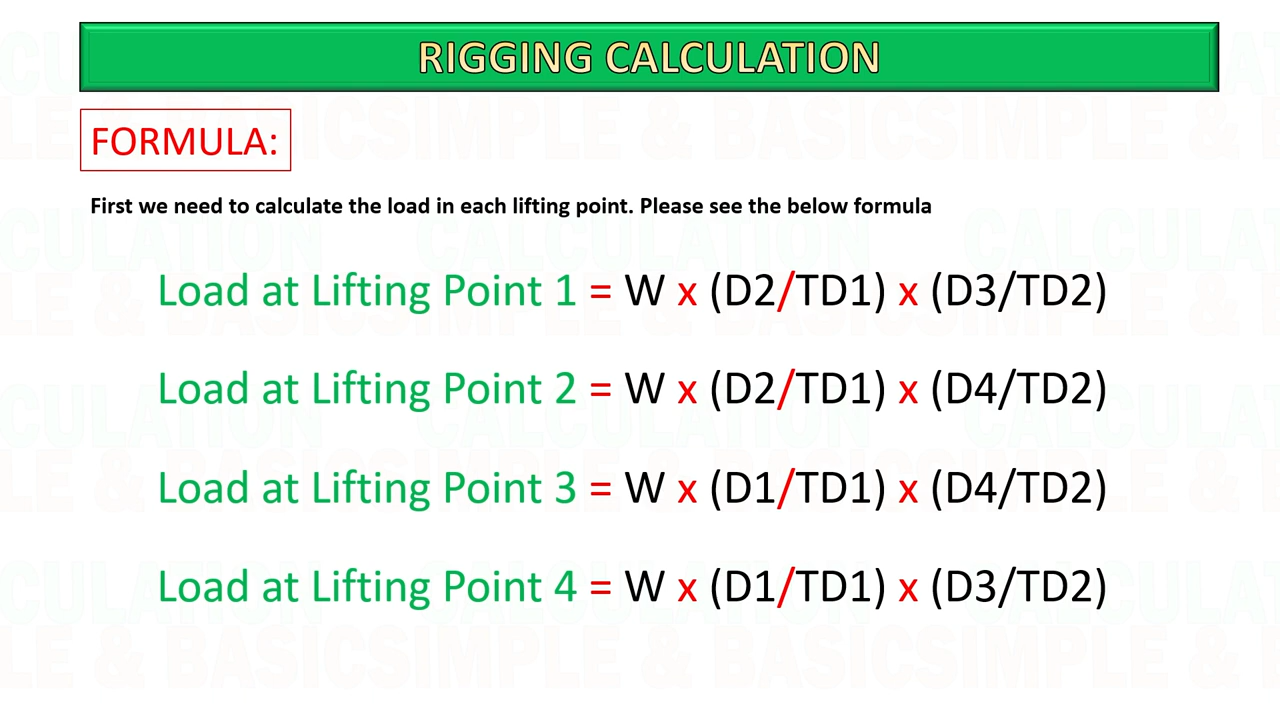 RIGGING CALCULATION
FORMULA:
First we need to calculate the load in each lifting point. Please see the below formula
Load at Lifting Point 1 = W x (D2/TD1) x (D3/TD2)
Load at Lifting Point 2 = W x (D2/TD1) x (D4/TD2)
Load at Lifting Point 3 = W x (D1/TD1) x (D4/TD2)
Load at Lifting Point 4 = W x (D1/TD1) x (D3/TD2)